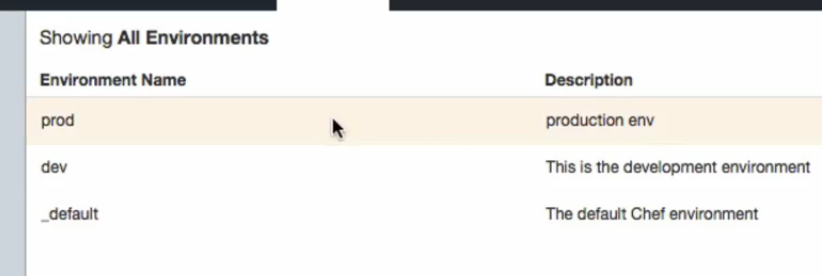 Showing All Environments
Environment Name Description
prod production env
dev This is the development environment
_default The default Chef environment